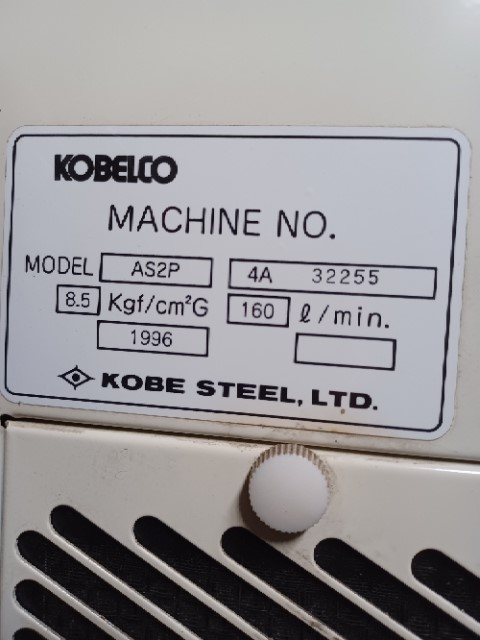 KOBELCO
MACHINE NO.
MODEL AS2P 4A 32255
8.5 Kgf/cm²G 160 ℓ/min.
1996
KOBE STEEL, LTD.